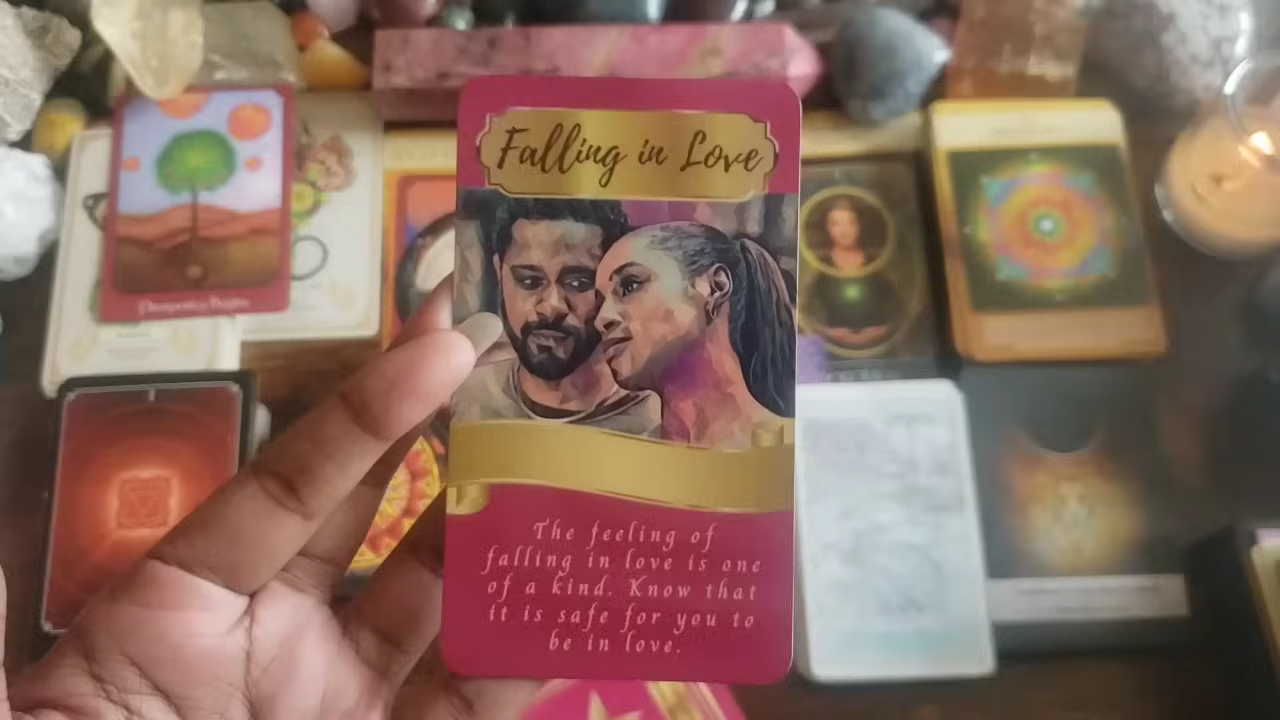 Falling in Love
The feeling of
falling in love is one
of a kind. Know that
it is safe for you to
be in love.